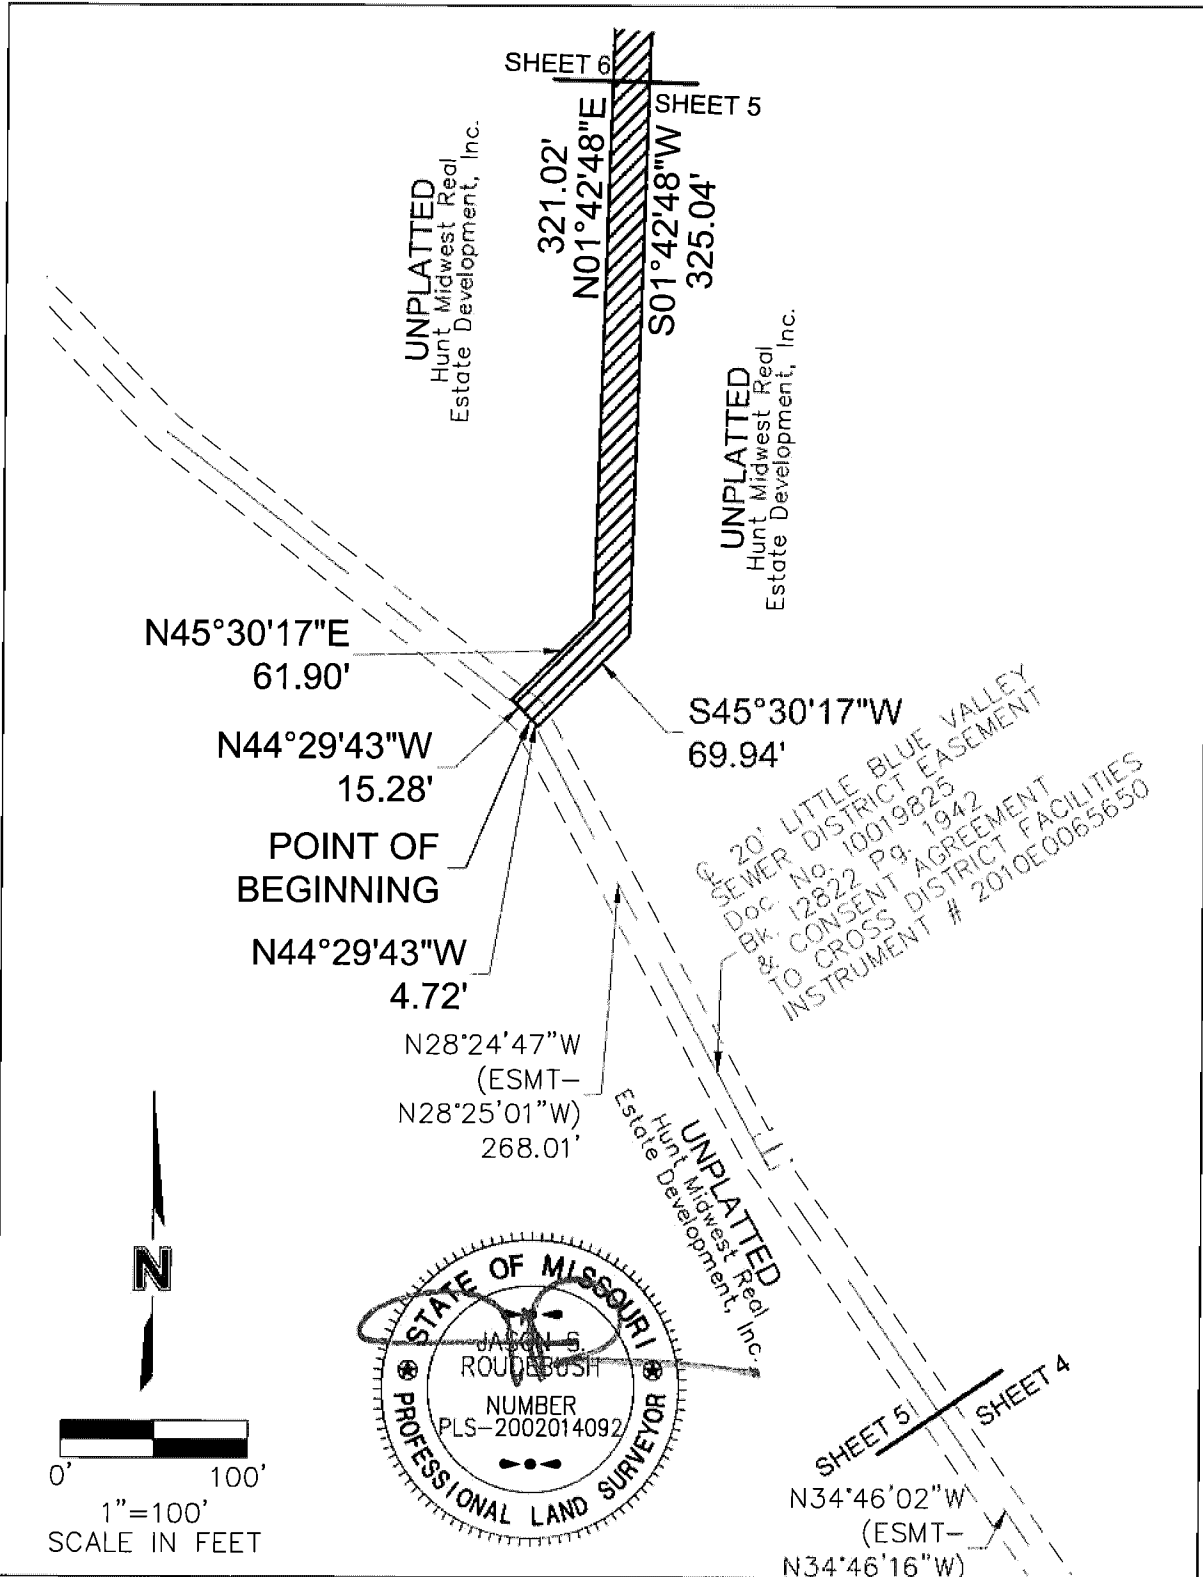 SHEET 6
SHEET 5
321.02'
N01°42'48"E
S01°42'48"W
325.04'
UNPLATTED
Hunt Midwest Real
Estate Development, Inc.
UNPLATTED
Hunt Midwest Real
Estate Development, Inc.
N45°30'17"E
61.90'
N44°29'43"W
15.28'
POINT OF
BEGINNING
N44°29'43"W
4.72'
S45°30'17"W
69.94'
℄ 20' LITTLE BLUE VALLEY
SEWER DISTRICT EASEMENT
Doc. No. 10019825
Bk. 12822 Pg. 1942
& CONSENT AGREEMENT
TO CROSS DISTRICT FACILITIES
INSTRUMENT # 2010E0065650
N28°24'47"W
(ESMT-
N28°25'01"W)
268.01'
UNPLATTED
Hunt Midwest Real
Estate Development, Inc.
N
0' 100'
1"=100'
SCALE IN FEET
STATE OF MISSOURI
JASON S.
ROUDEBUSH
NUMBER
PLS-2002014092
PROFESSIONAL LAND SURVEYOR
SHEET 5
SHEET 4
N34°46'02"W
(ESMT-
N34°46'16"W)